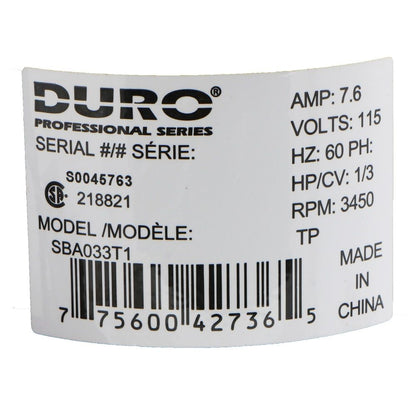 DURO®
PROFESSIONAL SERIES
SERIAL #/# SÉRIE:
S0045763
SA 218821
MODEL /MODÈLE:
SBA033T1
AMP: 7.6
VOLTS: 115
HZ: 60 PH:
HP/CV: 1/3
RPM: 3450
TP
MADE
IN
CHINA
7 75600 42736 5